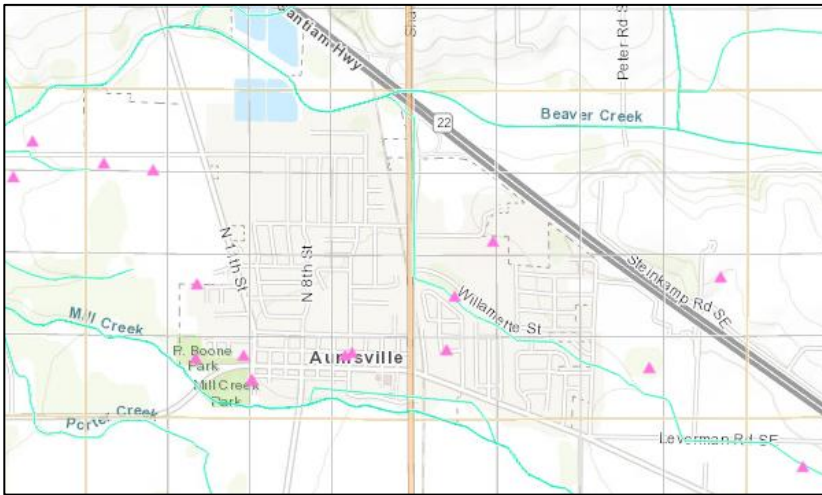 Santiam Hwy
Sha
Peter Rd S
Beaver Creek
22
N 11th St
N 8th St
Steinkamp Rd SE
Willamette St
Mill Creek
P. Boone
Park
Aumsville
Mill Creek
Park
Porter Creek
Leverman Rd SE